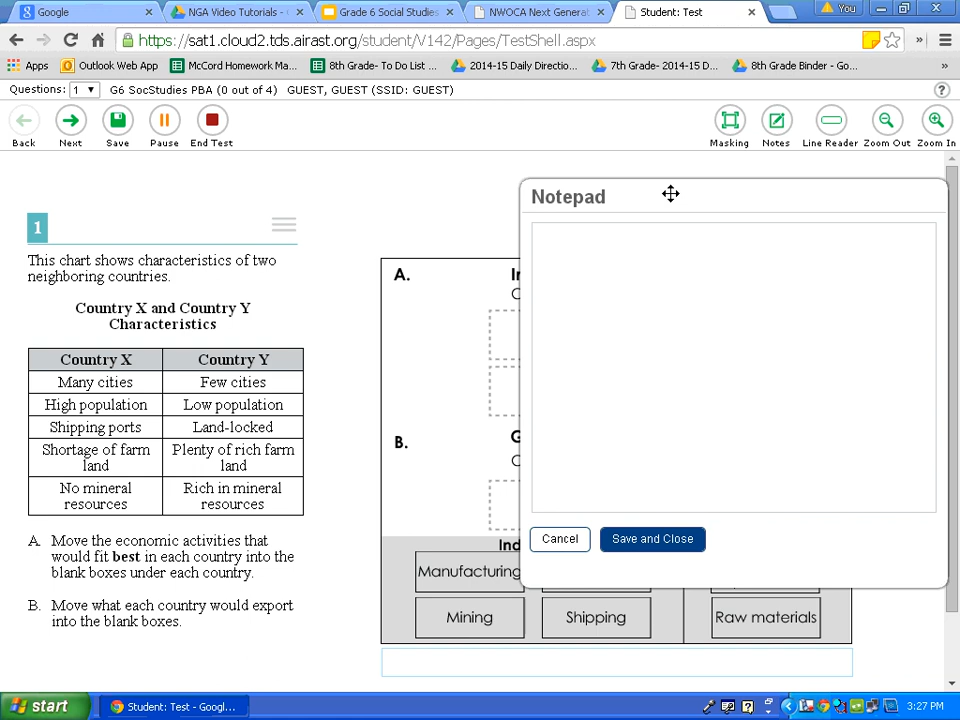 Google
NGA Video Tutorials -
Grade 6 Social Studies
NWOCA Next Generat
Student: Test
You
https://sat1.cloud2.tds.airast.org/student/V142/Pages/TestShell.aspx
Apps
Outlook Web App
McCord Homework Ma...
8th Grade- To Do List ...
2014-15 Daily Directio...
7th Grade- 2014-15 D...
8th Grade Binder - Go...
Questions: 1
G6 SocStudies PBA (0 out of 4)
GUEST, GUEST (SSID: GUEST)
Back
Next
Save
Pause
End Test
Masking
Notes
Line Reader
Zoom Out
Zoom In
1
This chart shows characteristics of two
neighboring countries.
Country X and Country Y
Characteristics
Country X Country Y
Many cities Few cities
High population Low population
Shipping ports Land-locked
Shortage of farm land Plenty of rich farm land
No mineral resources Rich in mineral resources
A. Move the economic activities that
would fit best in each country into the
blank boxes under each country.
B. Move what each country would export
into the blank boxes.
A.
B.
Ind
Manufacturing
Mining
Shipping
Raw materials
Notepad
Cancel
Save and Close
start
Student: Test - Googl...
3:27 PM